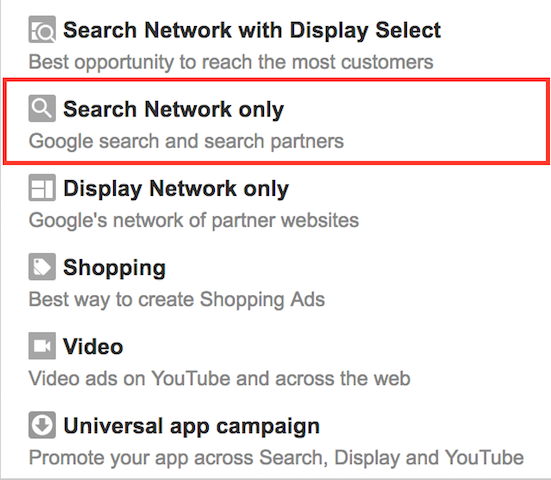 Search Network with Display Select
Best opportunity to reach the most customers
Search Network only
Google search and search partners
Display Network only
Google's network of partner websites
Shopping
Best way to create Shopping Ads
Video
Video ads on YouTube and across the web
Universal app campaign
Promote your app across Search, Display and YouTube